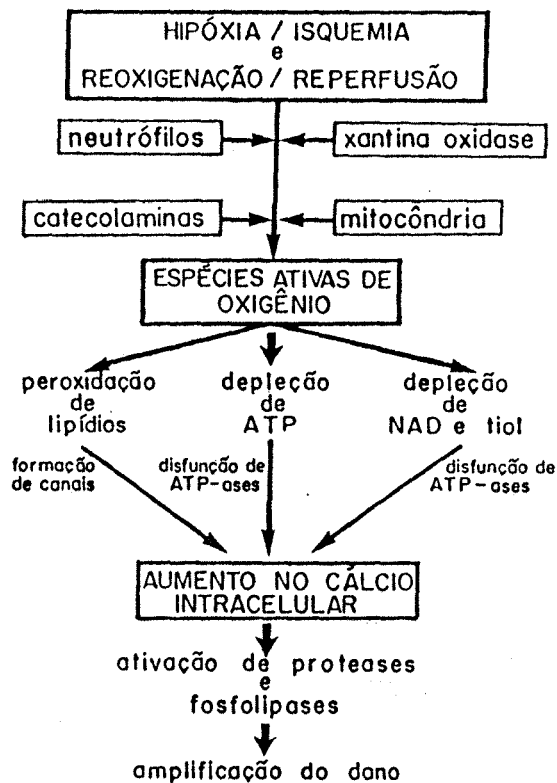 HIPÓXIA / ISQUEMIA
e
REOXIGENAÇÃO / REPERFUSÃO
neutrófilos
xantina oxidase
catecolaminas
mitocôndria
ESPÉCIES ATIVAS DE
OXIGÊNIO
peroxidação
de
lipídios
depleção
de
ATP
depleção
de
NAD e tiol
formação
de canais
disfunção de
ATP-ases
disfunção de
ATP-ases
AUMENTO NO CÁLCIO
INTRACELULAR
ativação de proteases
e
fosfolipases
amplificação do dano